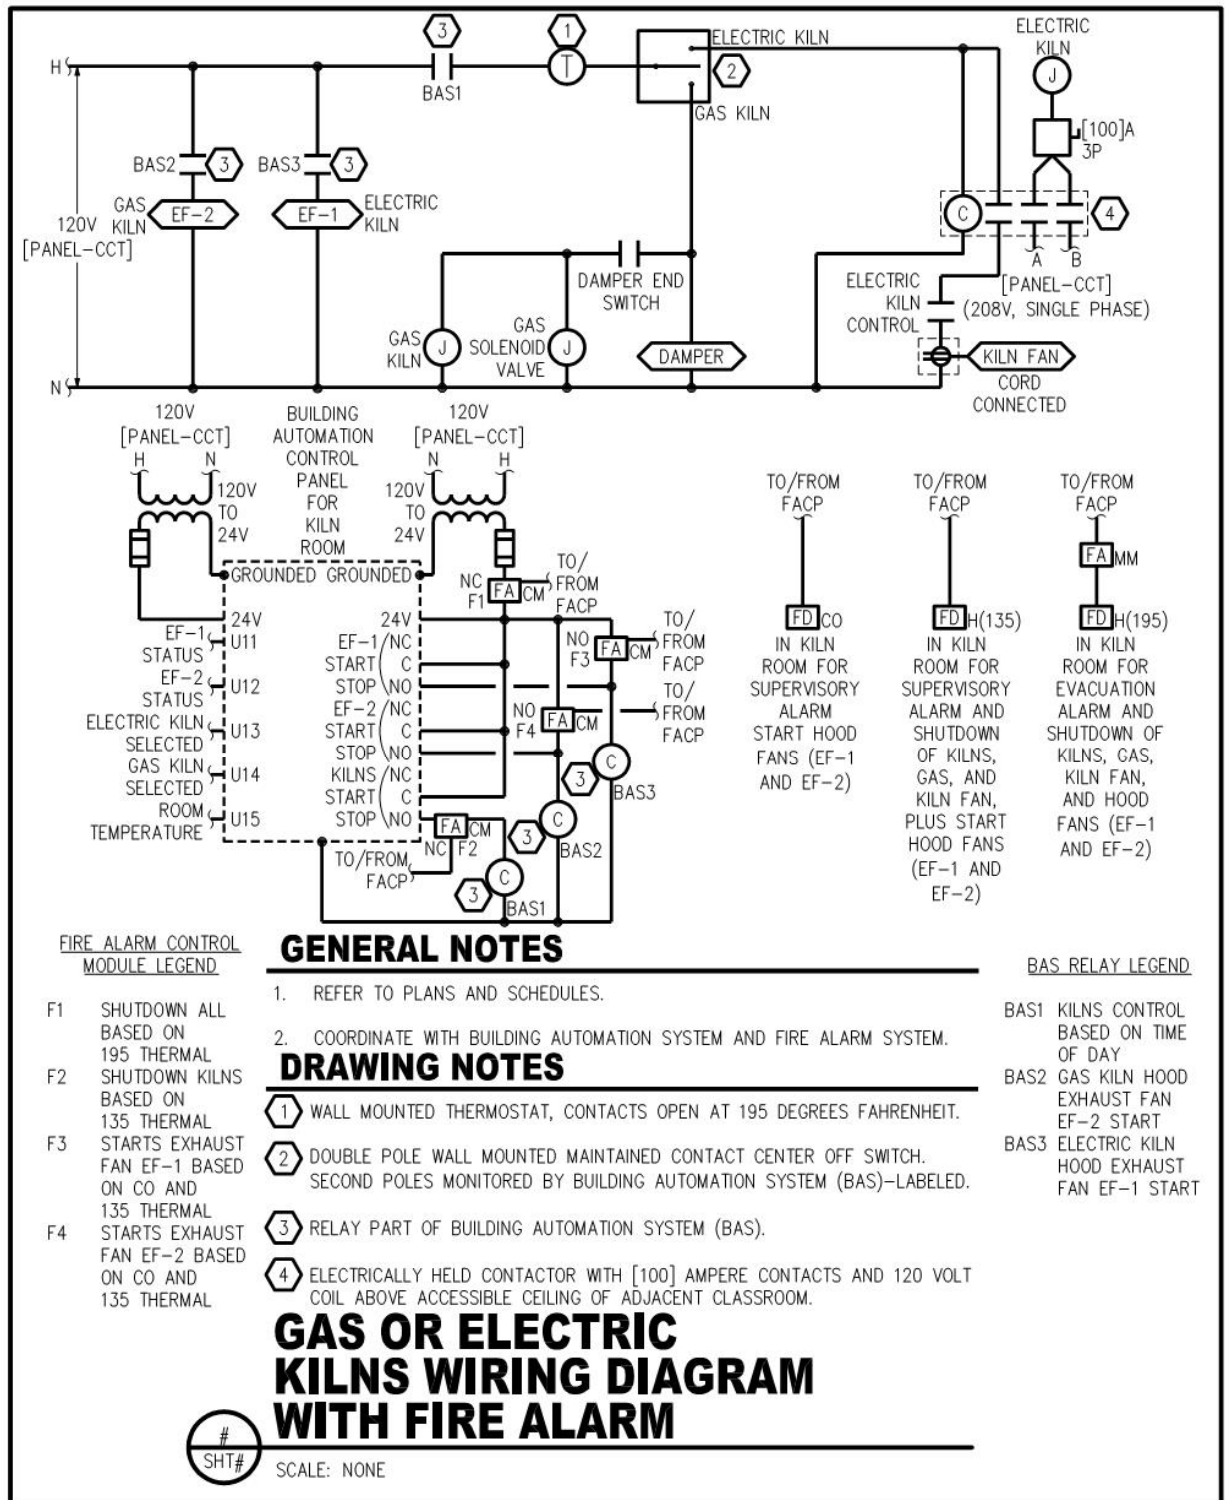 3
1
ELECTRIC KILN
ELECTRIC
KILN
H
T
2
J
BAS1
GAS KILN
[100]A
3P
BAS2
3
BAS3
3
GAS
KILN
EF-2
EF-1
ELECTRIC
KILN
C
4
120V
[PANEL-CCT]
DAMPER END
SWITCH
A
B
ELECTRIC
KILN
CONTROL
[PANEL-CCT]
(208V, SINGLE PHASE)
GAS
KILN
J
GAS
SOLENOID
VALVE
J
DAMPER
KILN FAN
N
CORD
CONNECTED
120V
[PANEL-CCT]
H
N
BUILDING
AUTOMATION
CONTROL
PANEL
FOR
KILN
ROOM
120V
[PANEL-CCT]
N
H
120V
TO
24V
120V
TO
24V
GROUNDED
GROUNDED
24V
24V
EF-1
STATUS
U11
EF-2
STATUS
U12
ELECTRIC KILN
SELECTED
U13
GAS KILN
SELECTED
U14
ROOM
TEMPERATURE
U15
EF-1
START
STOP
NC
C
NO
EF-2
START
STOP
NC
C
NO
KILNS
START
STOP
NC
C
NO
NC
F1
FA
CM
TO/
FROM
FACP
NO
F3
FA
CM
TO/
FROM
FACP
NO
F4
FA
CM
TO/
FROM
FACP
FA
CM
NC
F2
TO/FROM
FACP
3
C
BAS3
3
C
BAS2
3
C
BAS1
TO/FROM
FACP
FD
CO
IN KILN
ROOM FOR
SUPERVISORY
ALARM
START HOOD
FANS (EF-1
AND EF-2)
TO/FROM
FACP
FD
H(135)
IN KILN
ROOM FOR
SUPERVISORY
ALARM AND
SHUTDOWN
OF KILNS,
GAS, AND
KILN FAN,
PLUS START
HOOD FANS
(EF-1 AND
EF-2)
TO/FROM
FACP
FA
MM
FD
H(195)
IN KILN
ROOM FOR
EVACUATION
ALARM AND
SHUTDOWN OF
KILNS, GAS,
KILN FAN,
AND HOOD
FANS (EF-1
AND EF-2)
FIRE ALARM CONTROL
MODULE LEGEND
F1 SHUTDOWN ALL
BASED ON
195 THERMAL
F2 SHUTDOWN KILNS
BASED ON
135 THERMAL
F3 STARTS EXHAUST
FAN EF-1 BASED
ON CO AND
135 THERMAL
F4 STARTS EXHAUST
FAN EF-2 BASED
ON CO AND
135 THERMAL
GENERAL NOTES
1. REFER TO PLANS AND SCHEDULES.
2. COORDINATE WITH BUILDING AUTOMATION SYSTEM AND FIRE ALARM SYSTEM.
DRAWING NOTES
1 WALL MOUNTED THERMOSTAT, CONTACTS OPEN AT 195 DEGREES FAHRENHEIT.
2 DOUBLE POLE WALL MOUNTED MAINTAINED CONTACT CENTER OFF SWITCH.
SECOND POLES MONITORED BY BUILDING AUTOMATION SYSTEM (BAS)-LABELED.
3 RELAY PART OF BUILDING AUTOMATION SYSTEM (BAS).
4 ELECTRICALLY HELD CONTACTOR WITH [100] AMPERE CONTACTS AND 120 VOLT
COIL ABOVE ACCESSIBLE CEILING OF ADJACENT CLASSROOM.
BAS RELAY LEGEND
BAS1 KILNS CONTROL
BASED ON TIME
OF DAY
BAS2 GAS KILN HOOD
EXHAUST FAN
EF-2 START
BAS3 ELECTRIC KILN
HOOD EXHAUST
FAN EF-1 START
GAS OR ELECTRIC
KILNS WIRING DIAGRAM
WITH FIRE ALARM
#
SHT#
SCALE: NONE